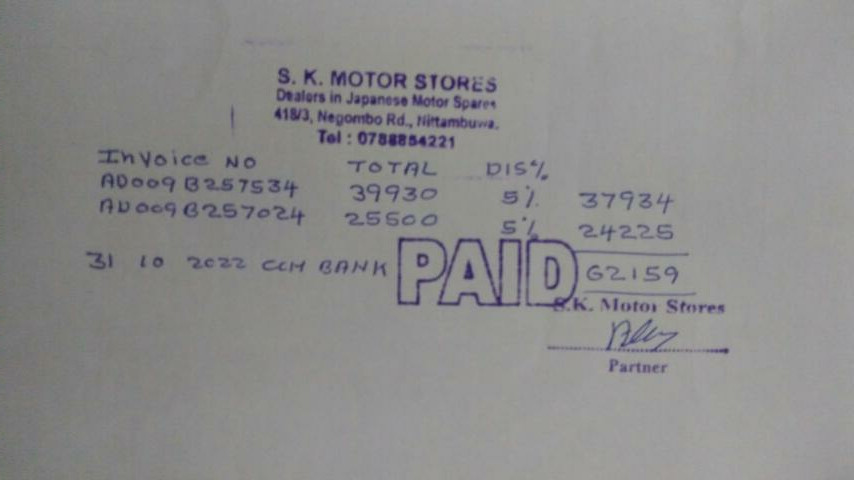 S. K. MOTOR STORES
Dealers in Japanese Motor Spares
418/3, Negombo Rd., Nittambuwa.
Tel : 0788854221
Invoice NO TOTAL DIS%
AD009B257534 39930 5% 37934
AD009B257024 25500 5% 24225
31 10 2022 CCH BANK PAID 62159
S.K. Motor Stores
Partner